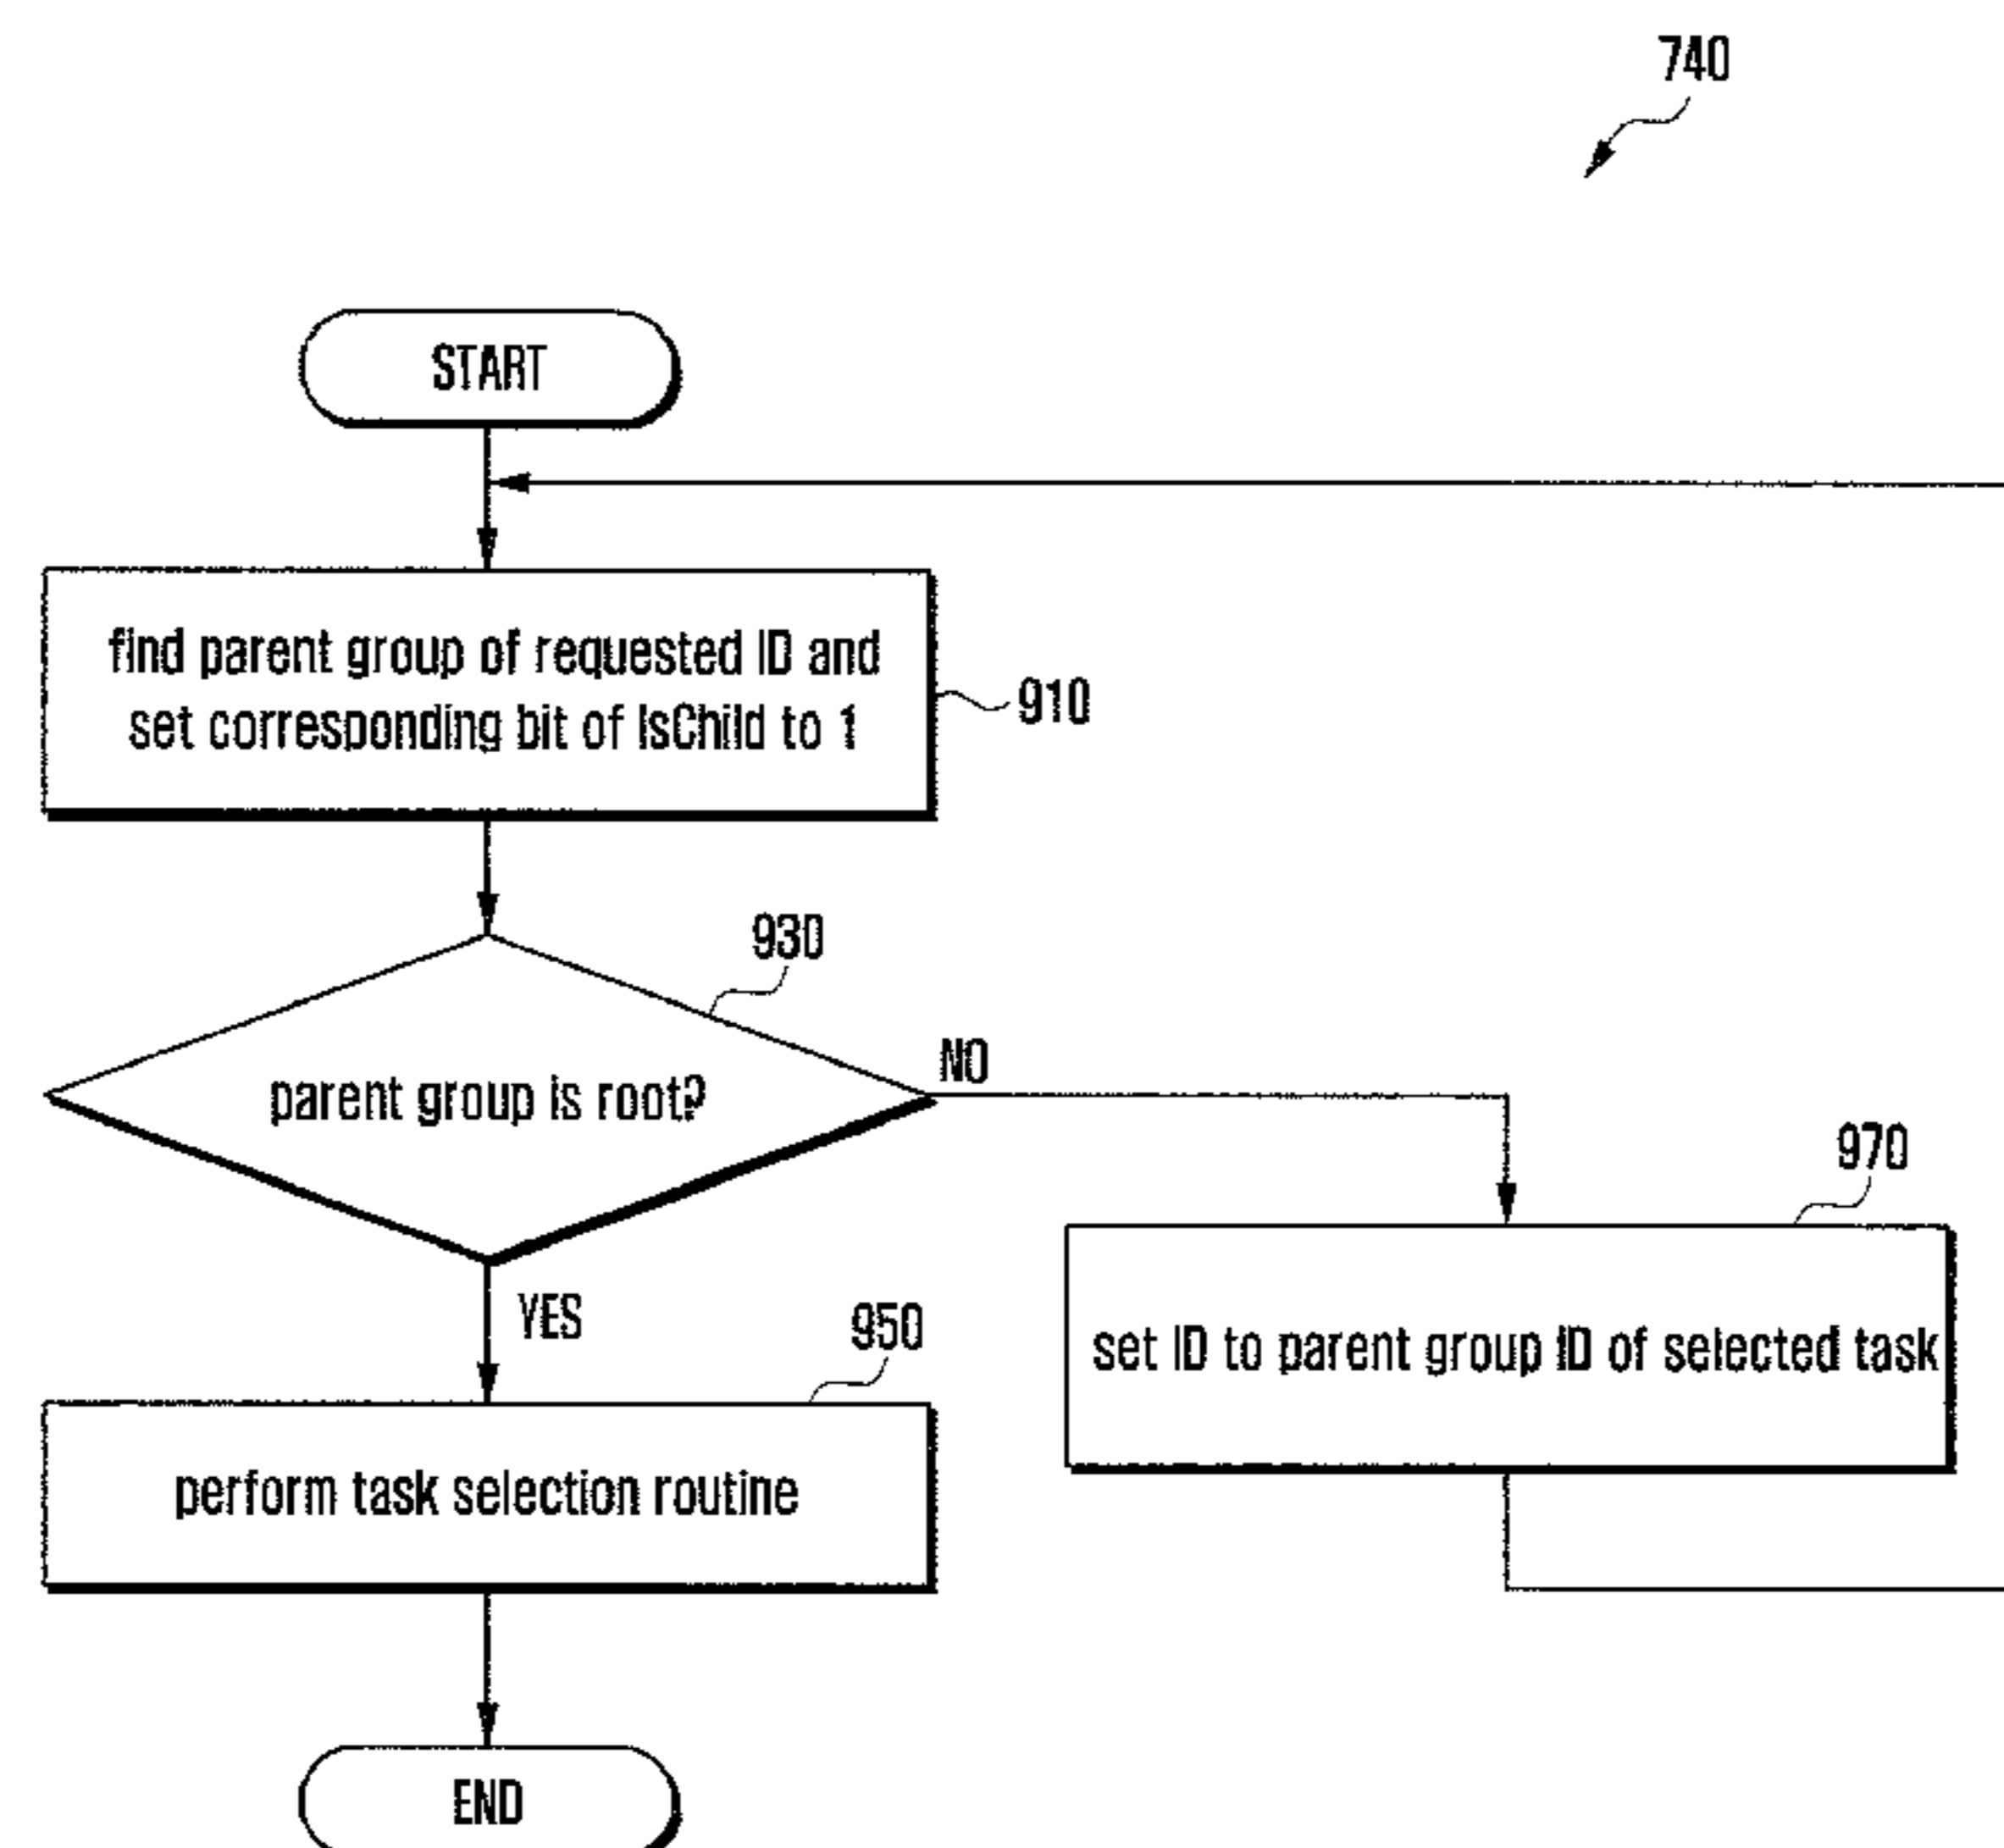 740
START
find parent group of requested ID and
set corresponding bit of IsChild to 1
910
930
parent group is root?
NO
YES
970
set ID to parent group ID of selected task
950
perform task selection routine
END